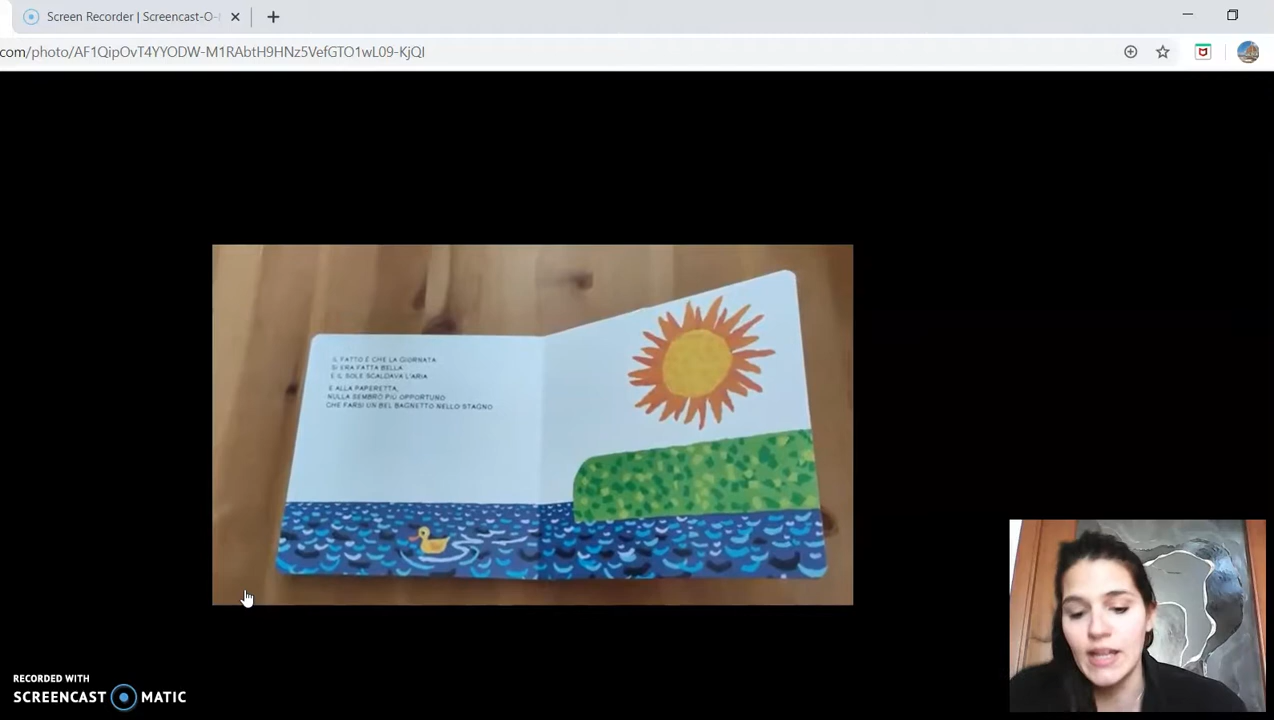 Screen Recorder | Screencast-O-
com/photo/AF1QipOvT4YYODW-M1RAbtH9HNz5VefGTO1wL09-KjQI
IL FATTO È CHE LA GIORNATA
SI ERA FATTA BELLA
E IL SOLE SCALDAVA L'ARIA
E ALLA PAPERETTA,
NULLA SEMBRÒ PIÙ OPPORTUNO
CHE FARSI UN BEL BAGNETTO NELLO STAGNO
RECORDED WITH
SCREENCAST MATIC